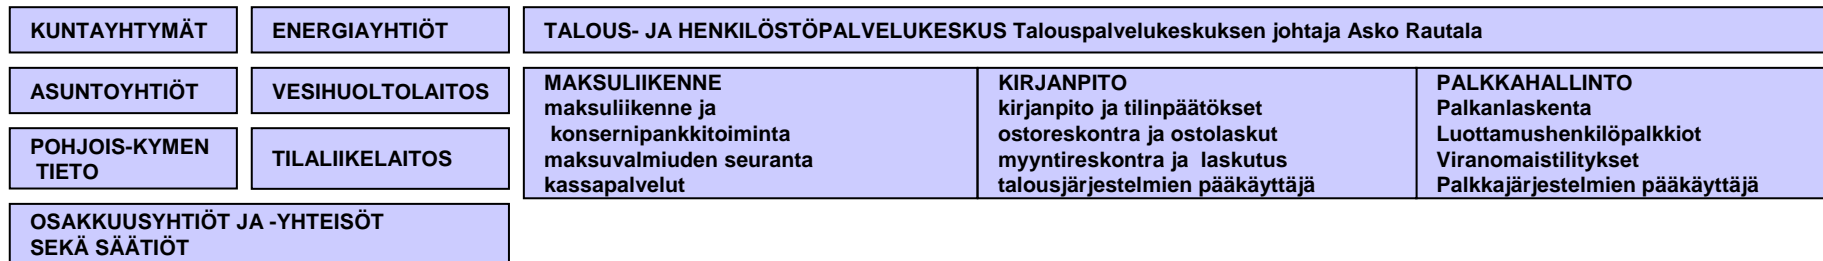 KUNTAYHTYMÄT
ENERGIAYHTIÖT
TALOUS- JA HENKILÖSTÖPALVELUKESKUS Talouspalvelukeskuksen johtaja Asko Rautala
ASUNTOYHTIÖT
VESIHUOLTOLAITOS
POHJOIS-KYMEN
TIETO
TILALIIKELAITOS
OSAKKUUSYHTIÖT JA -YHTEISÖT
SEKÄ SÄÄTIÖT
MAKSULIIKENNE
maksuliikenne ja
konsernipankkitoiminta
maksuvalmiuden seuranta
kassapalvelut
KIRJANPITO
kirjanpito ja tilinpäätökset
ostoreskontra ja ostolaskut
myyntireskontra ja laskutus
talousjärjestelmien pääkäyttäjä
PALKKAHALLINTO
Palkanlaskenta
Luottamushenkilöpalkkiot
Viranomaistilitykset
Palkkajärjestelmien pääkäyttäjä